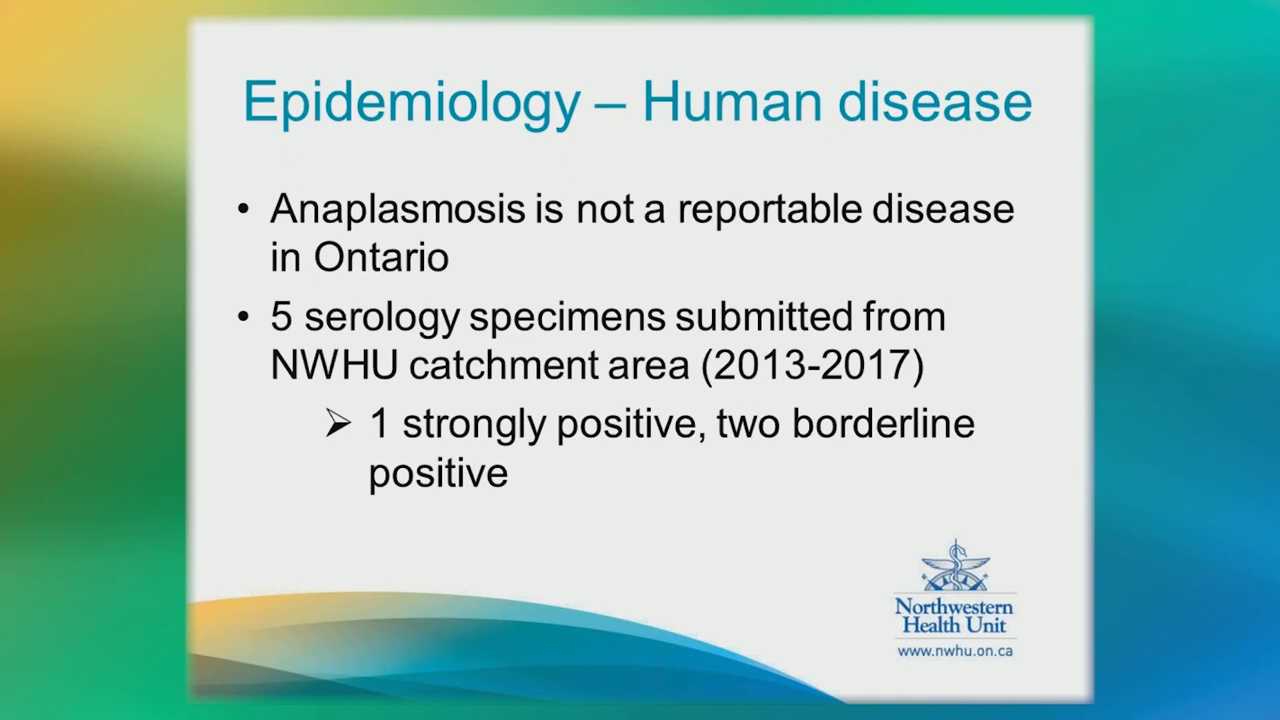 Epidemiology – Human disease
• Anaplasmosis is not a reportable disease
in Ontario
• 5 serology specimens submitted from
NWHU catchment area (2013-2017)
➢ 1 strongly positive, two borderline
positive
Northwestern
Health Unit
www.nwhu.on.ca